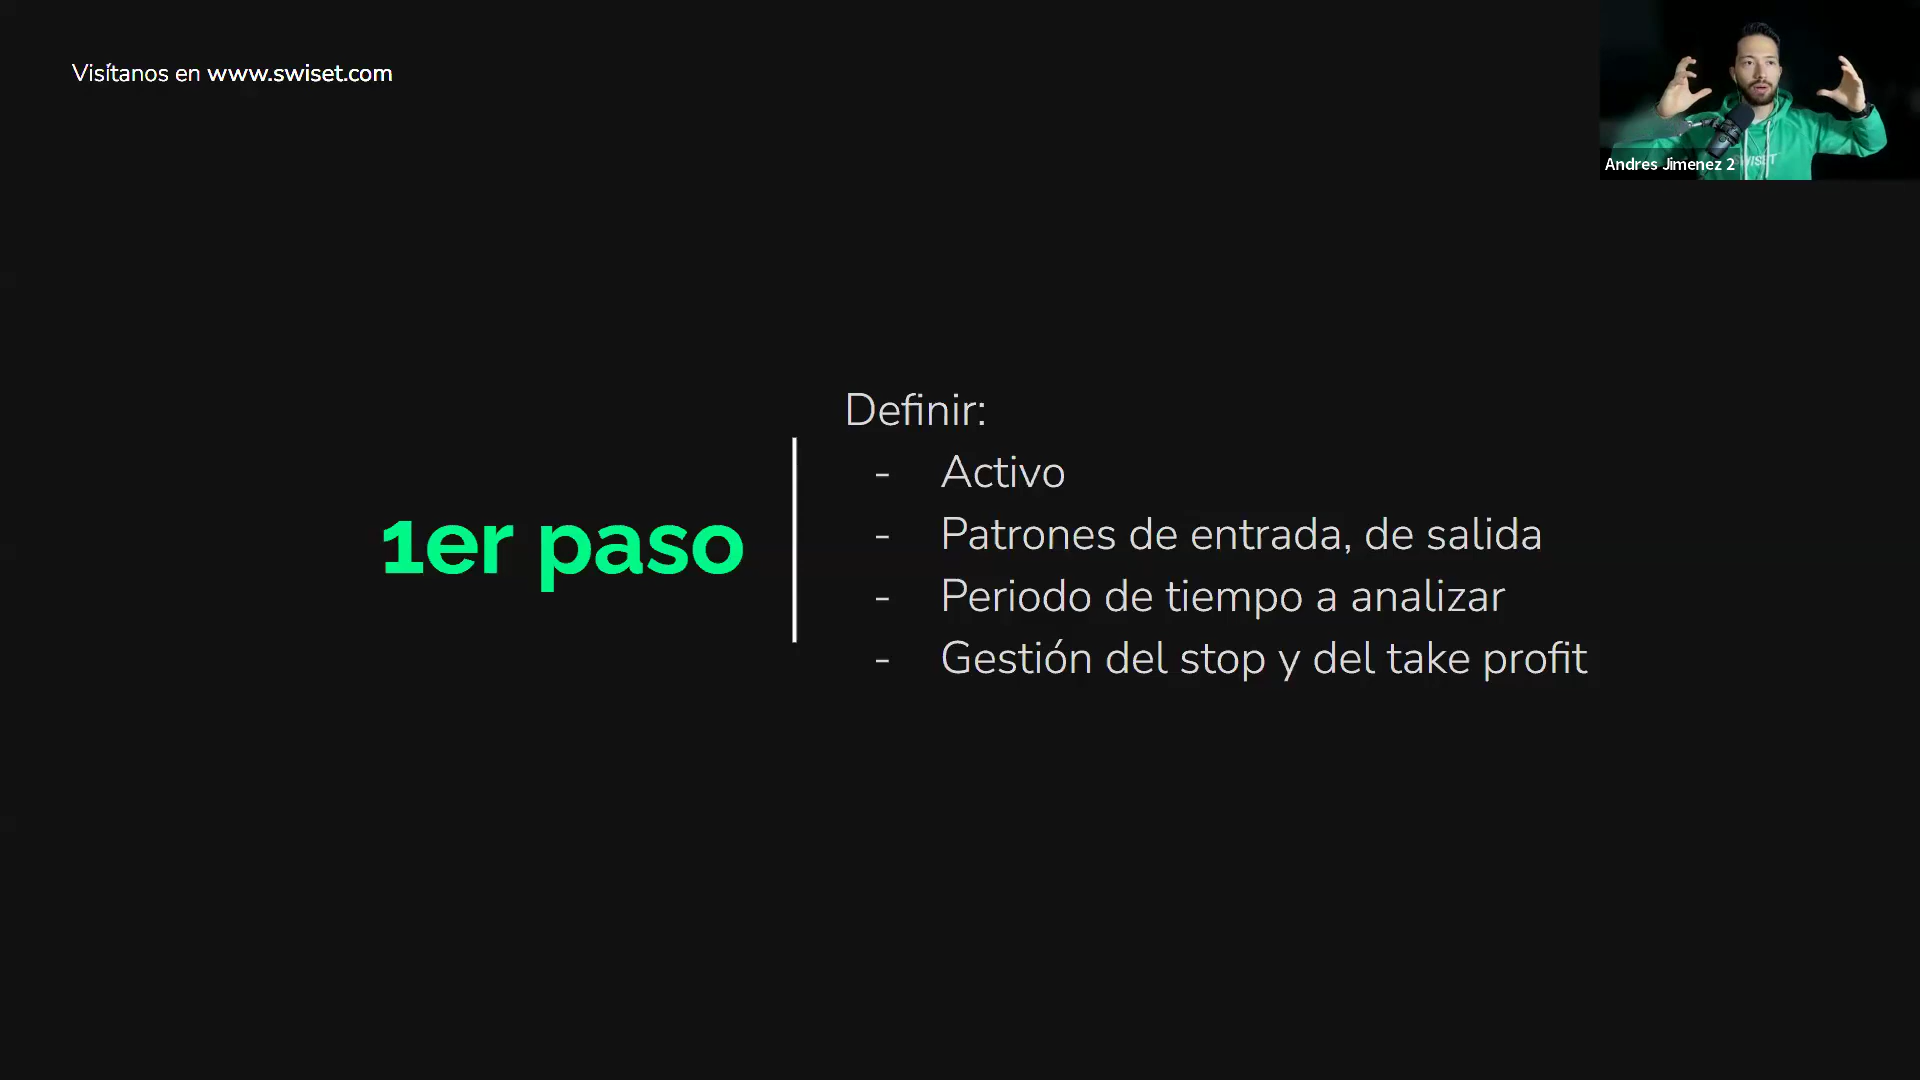 Visítanos en www.swiset.com
SWISET
Andres Jimenez 2
Definir:
- Activo
- Patrones de entrada, de salida
1er paso
- Periodo de tiempo a analizar
- Gestión del stop y del take profit